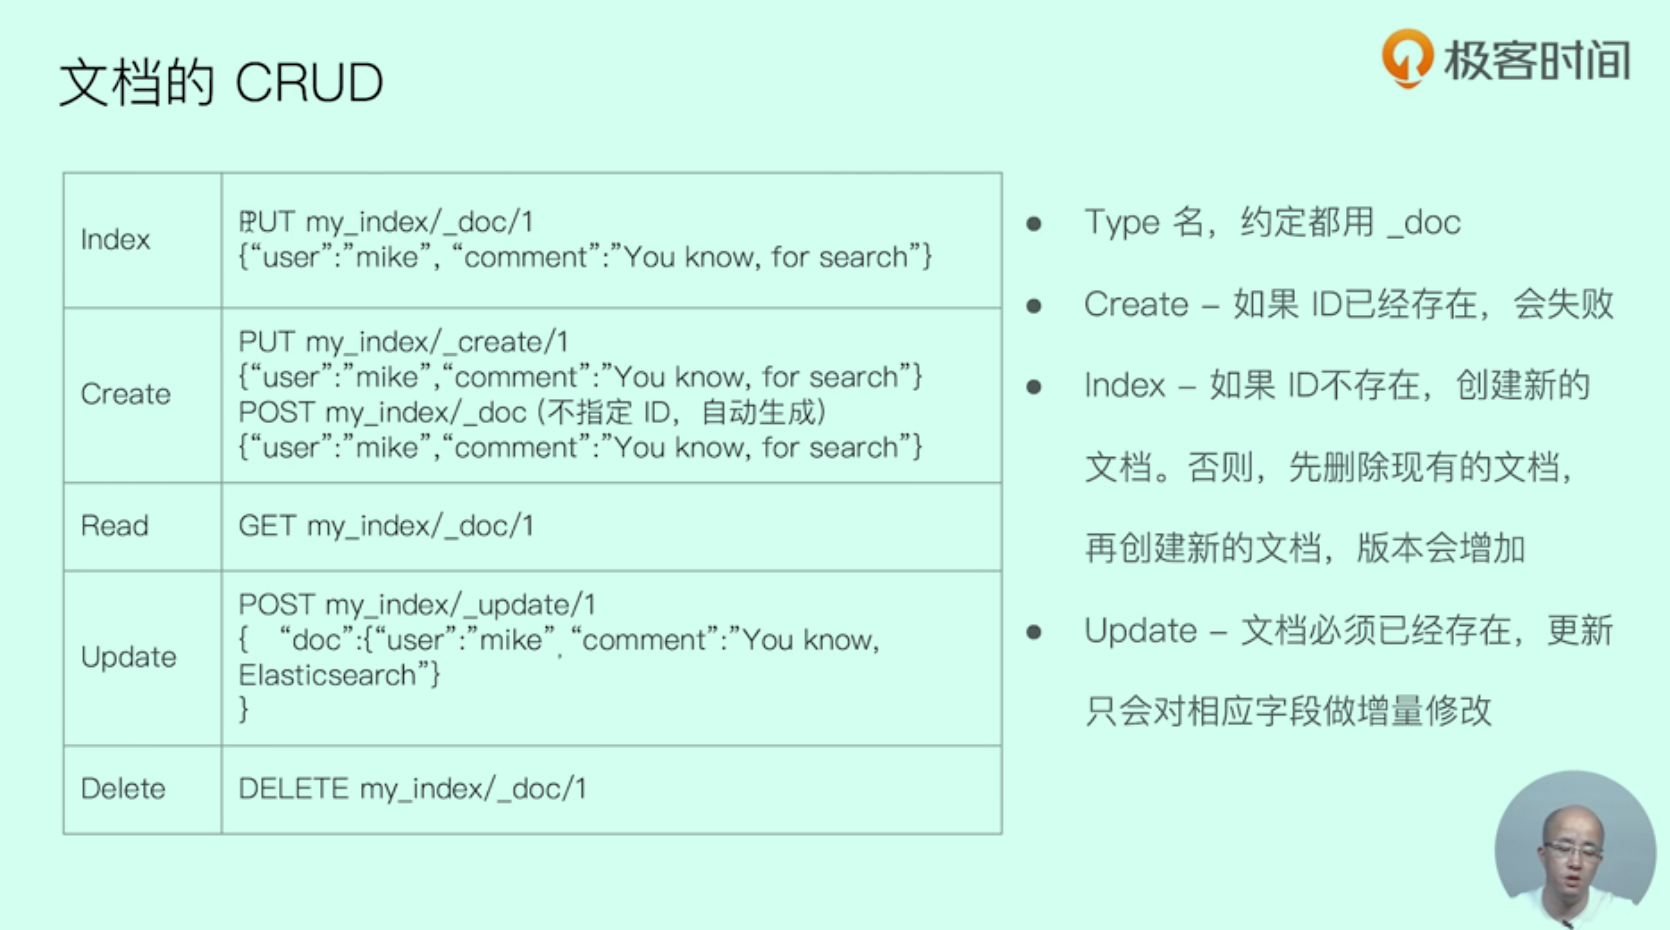 文档的 CRUD
极客时间
Index
PUT my_index/_doc/1
{“user”:”mike”, “comment”:”You know, for search”}
Create
PUT my_index/_create/1
{“user”:”mike”,“comment”:”You know, for search”}
POST my_index/_doc (不指定 ID，自动生成)
{“user”:”mike”,“comment”:”You know, for search”}
Read
GET my_index/_doc/1
Update
POST my_index/_update/1
{ “doc”:{“user”:”mike”, “comment”:”You know,
Elasticsearch”}
}
Delete
DELETE my_index/_doc/1
● Type 名，约定都用 _doc
● Create – 如果 ID已经存在，会失败
● Index – 如果 ID不存在，创建新的
文档。否则，先删除现有的文档，
再创建新的文档，版本会增加
● Update – 文档必须已经存在，更新
只会对相应字段做增量修改